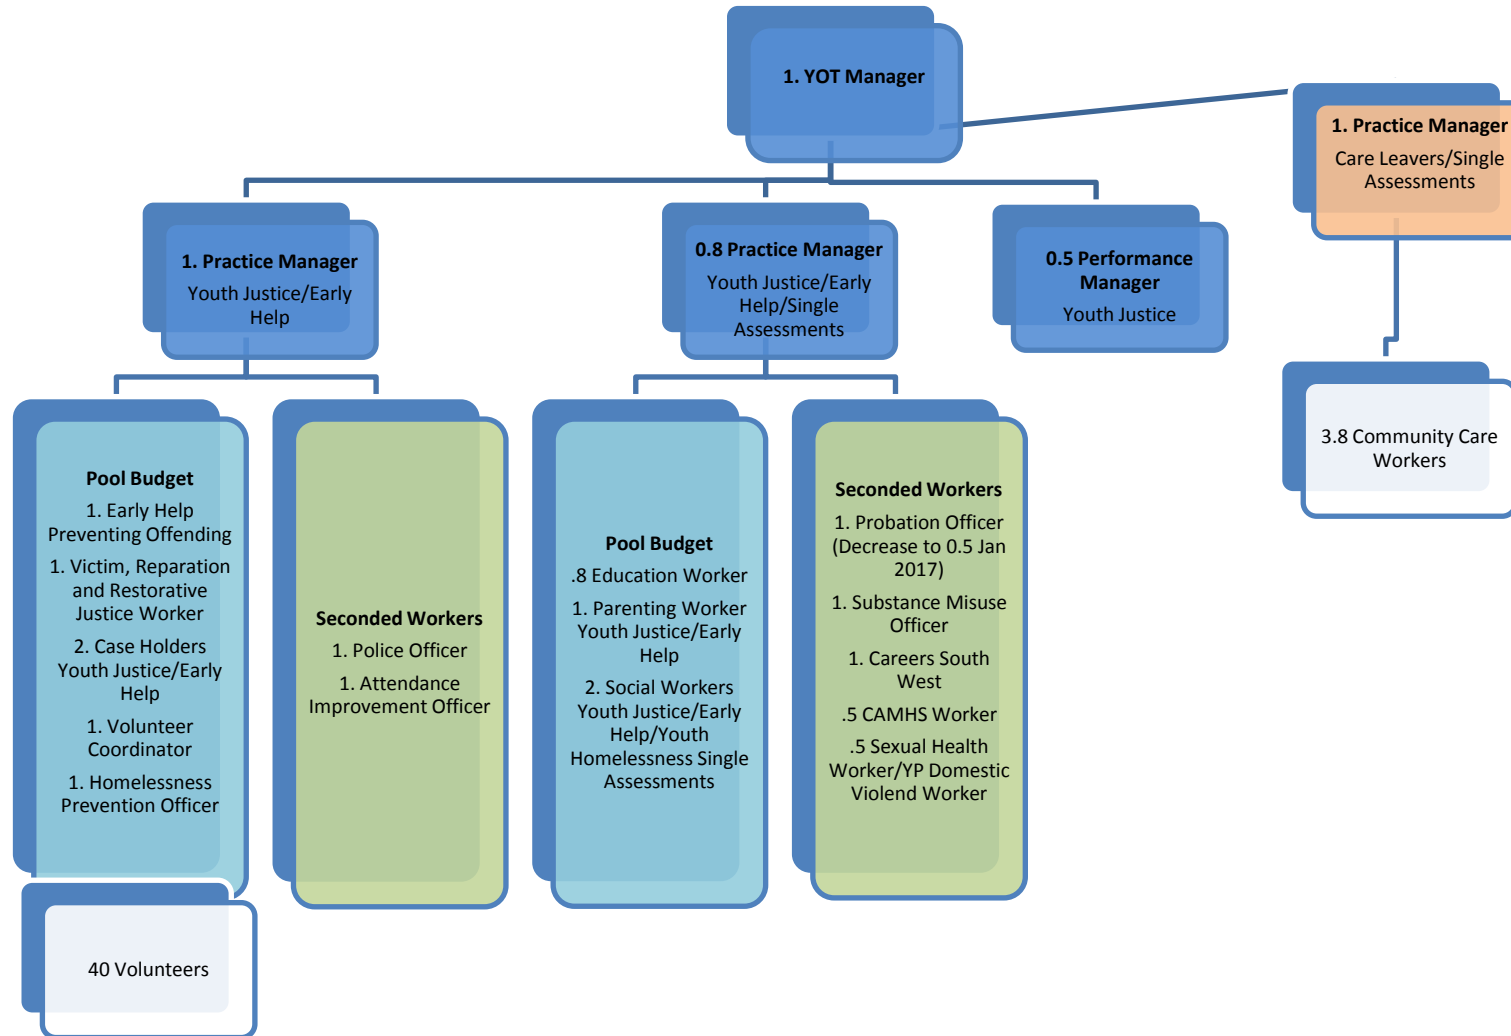 1. YOT Manager
1. Practice Manager
Care Leavers/Single
Assessments
1. Practice Manager
Youth Justice/Early
Help
0.8 Practice Manager
Youth Justice/Early
Help/Single
Assessments
0.5 Performance
Manager
Youth Justice
3.8 Community Care
Workers
Pool Budget
1. Early Help
Preventing Offending
1. Victim, Reparation
and Restorative
Justice Worker
2. Case Holders
Youth Justice/Early
Help
1. Volunteer
Coordinator
1. Homelessness
Prevention Officer
Seconded Workers
1. Police Officer
1. Attendance
Improvement Officer
Pool Budget
.8 Education Worker
1. Parenting Worker
Youth Justice/Early
Help
2. Social Workers
Youth Justice/Early
Help/Youth
Homelessness Single
Assessments
Seconded Workers
1. Probation Officer
(Decrease to 0.5 Jan
2017)
1. Substance Misuse
Officer
1. Careers South
West
.5 CAMHS Worker
.5 Sexual Health
Worker/YP Domestic
Violend Worker
40 Volunteers